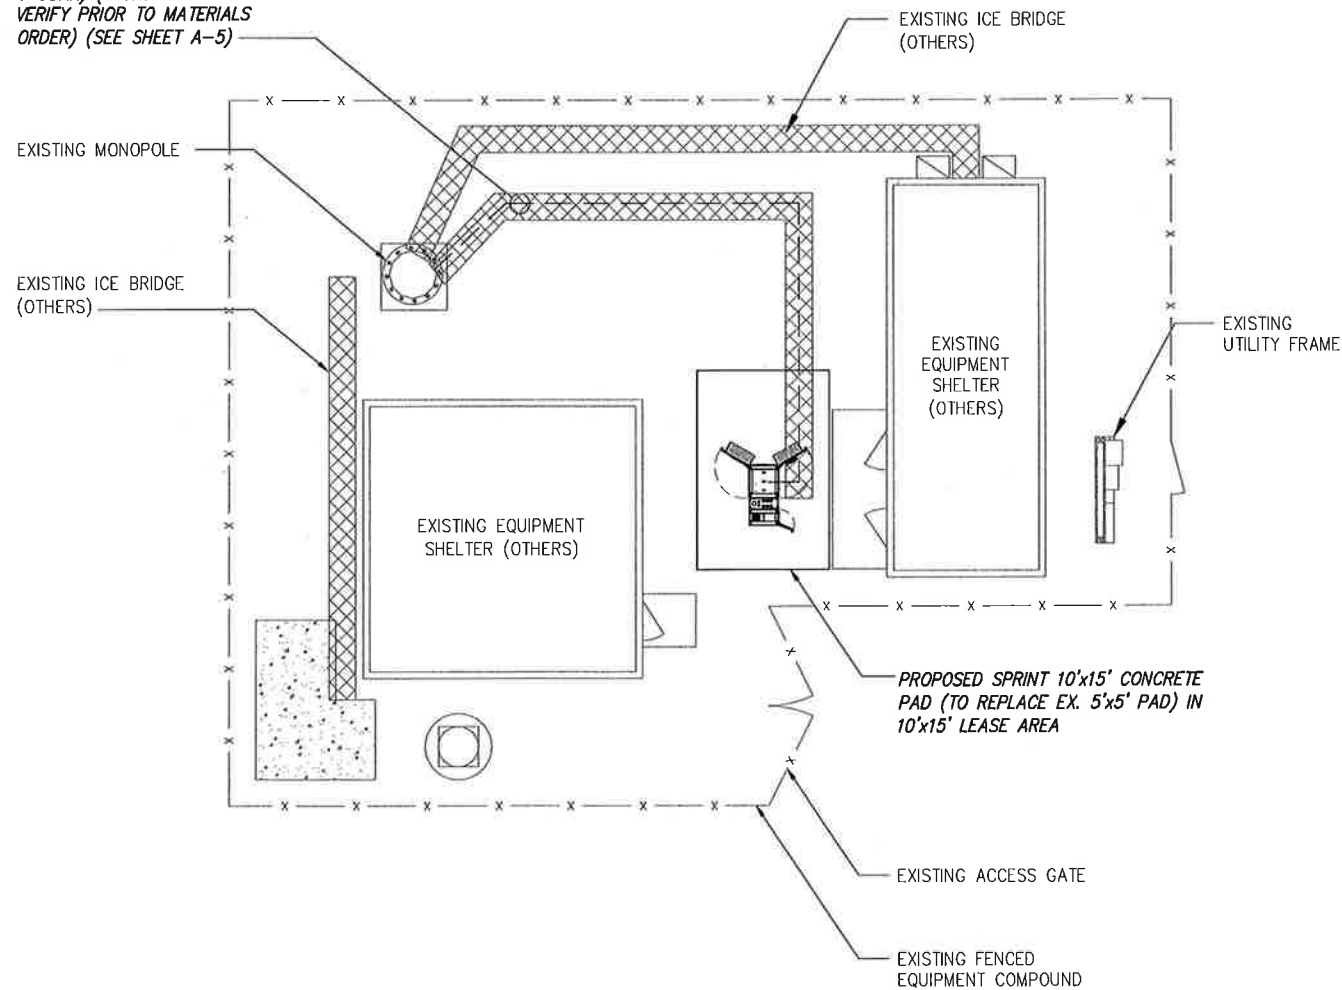 VERIFY PRIOR TO MATERIALS
ORDER) (SEE SHEET A-5)
EXISTING ICE BRIDGE
(OTHERS)
EXISTING MONOPOLE
EXISTING ICE BRIDGE
(OTHERS)
EXISTING
UTILITY FRAME
EXISTING
EQUIPMENT
SHELTER
(OTHERS)
EXISTING EQUIPMENT
SHELTER (OTHERS)
PROPOSED SPRINT 10'x15' CONCRETE
PAD (TO REPLACE EX. 5'x5' PAD) IN
10'x15' LEASE AREA
EXISTING ACCESS GATE
EXISTING FENCED
EQUIPMENT COMPOUND